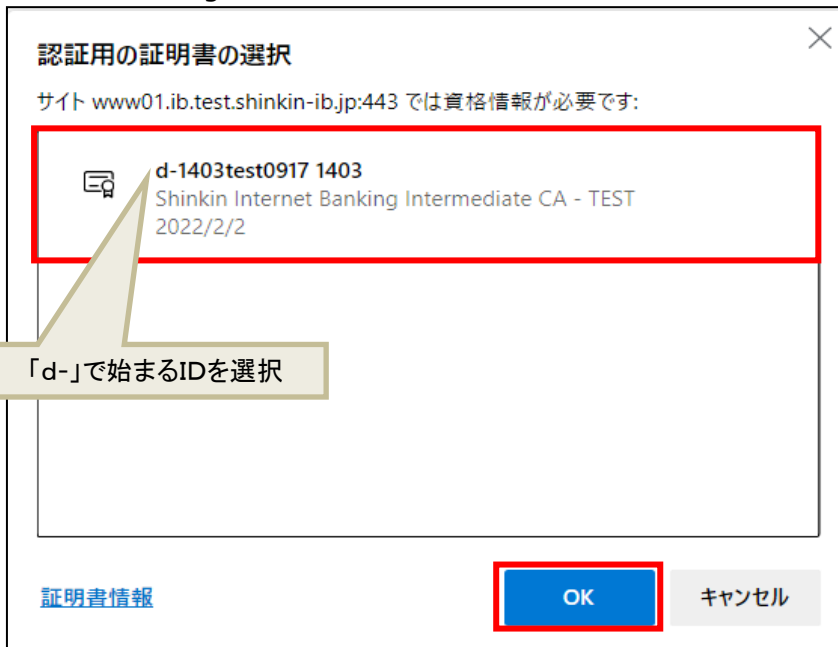 認証用の証明書の選択
サイト www01.ib.test.shinkin-ib.jp:443 では資格情報が必要です:
d-1403test0917 1403
Shinkin Internet Banking Intermediate CA - TEST
2022/2/2
「d-」で始まるIDを選択
証明書情報
OK
キャンセル